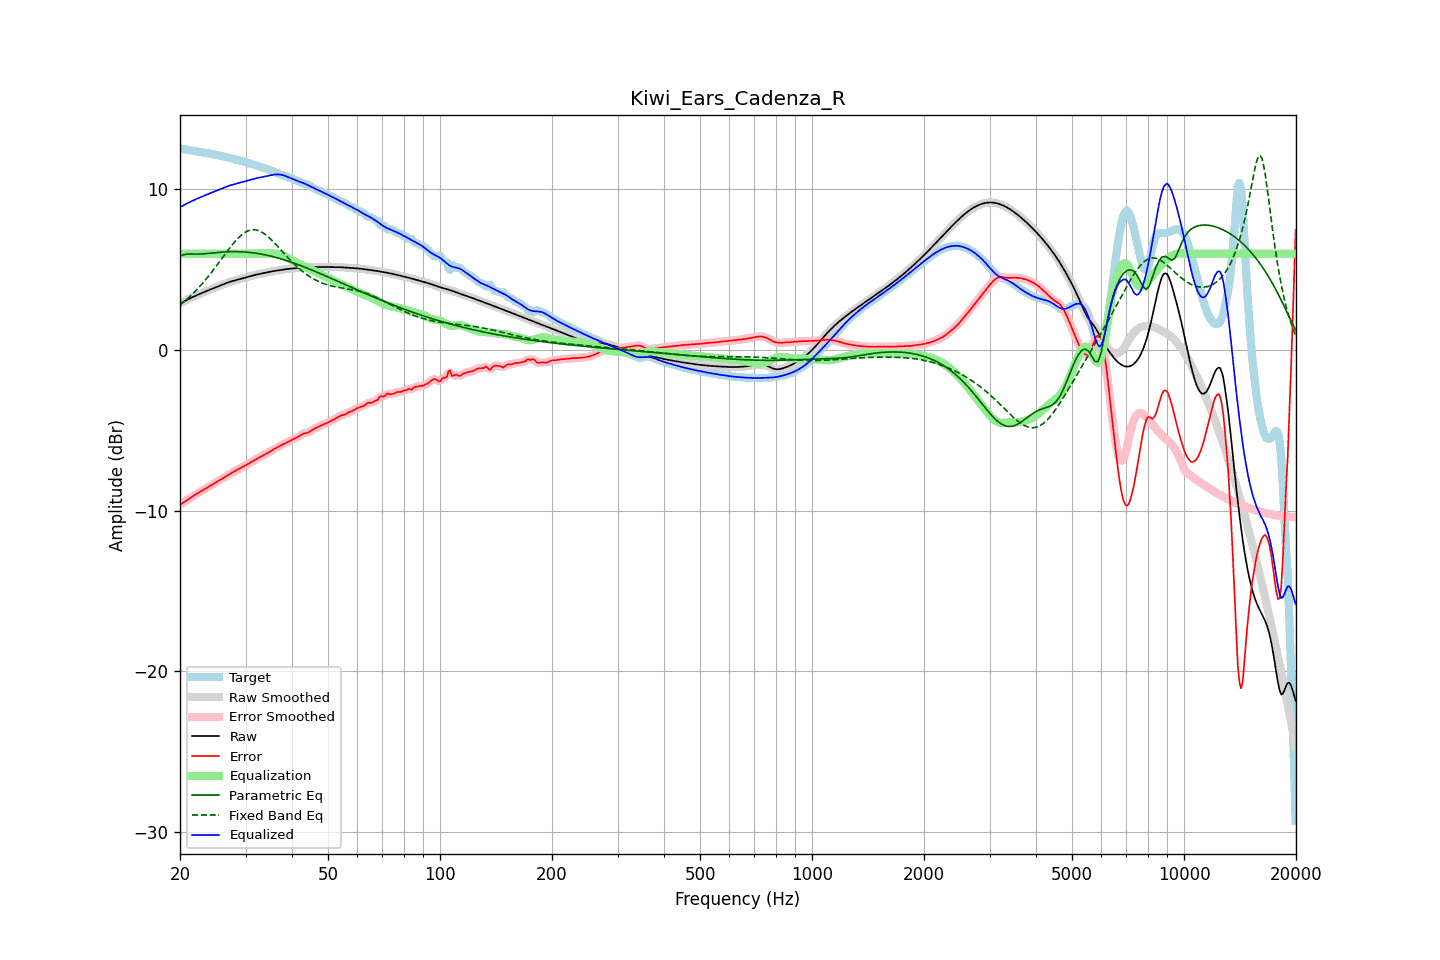 Kiwi_Ears_Cadenza_R
Amplitude (dBr)
10
0
−10
−20
−30
Target
Raw Smoothed
Error Smoothed
Raw
Error
Equalization
Parametric Eq
Fixed Band Eq
Equalized
20
50
100
200
500
1000
2000
5000
10000
20000
Frequency (Hz)